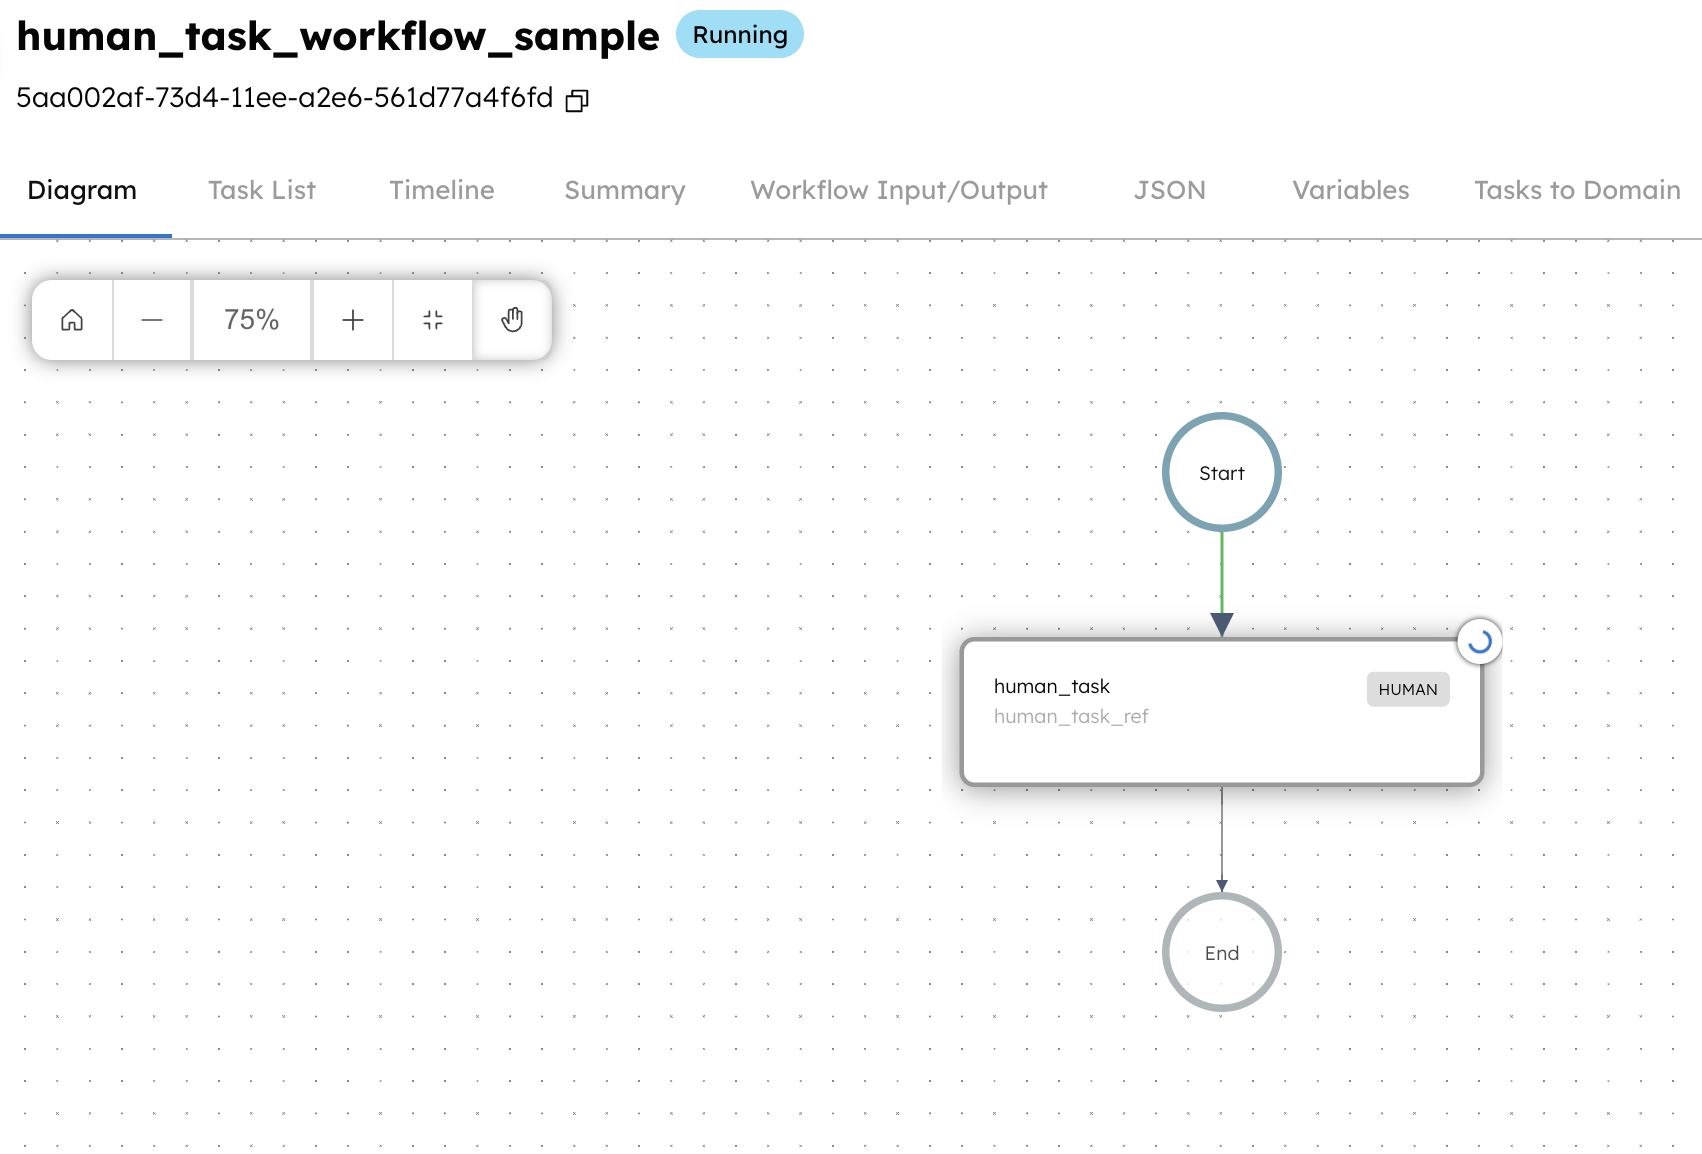 human_task_workflow_sample Running
5aa002af-73d4-11ee-a2e6-561d77a4f6fd
Diagram Task List Timeline Summary Workflow Input/Output JSON Variables Tasks to Domain
75%
Start
human_task HUMAN
human_task_ref
End